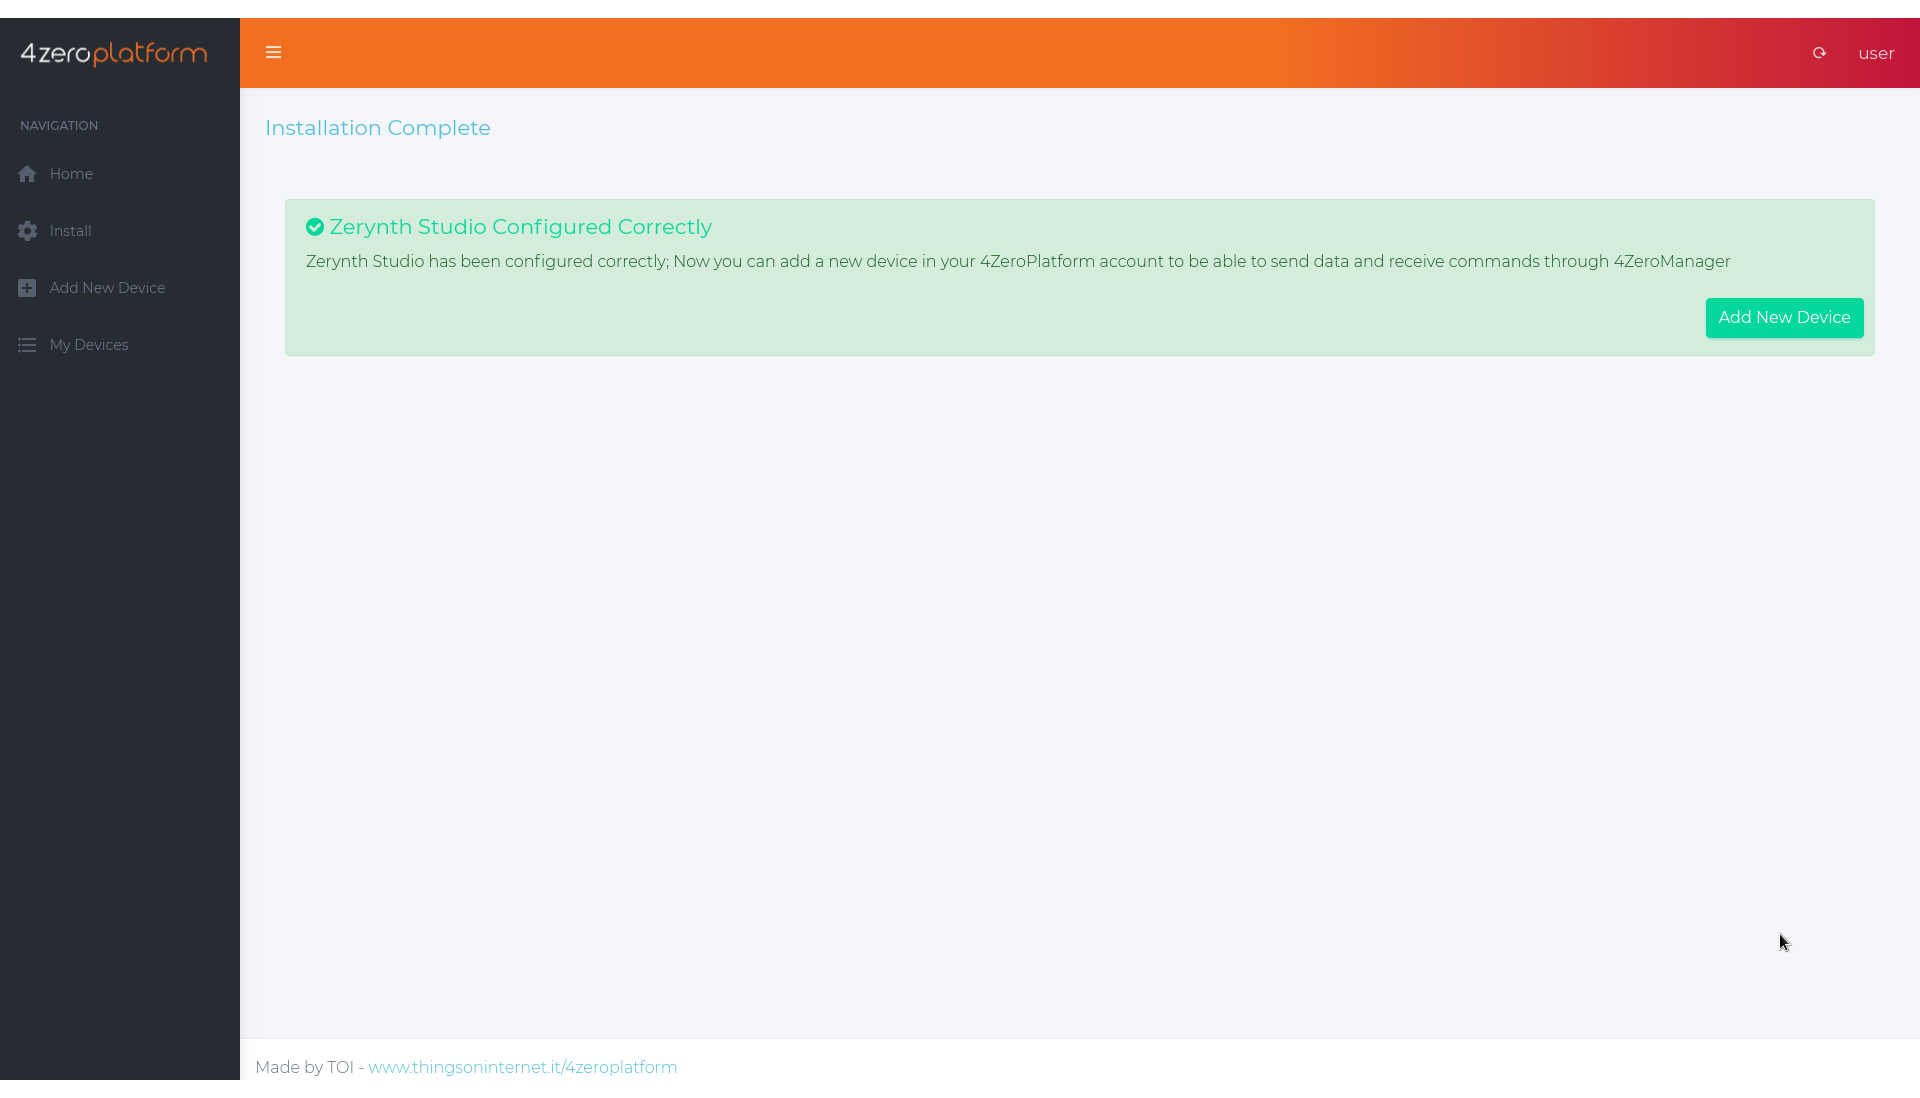 4zeroplatform
user
NAVIGATION
Home
Install
Add New Device
My Devices
Installation Complete
Zerynth Studio Configured Correctly
Zerynth Studio has been configured correctly; Now you can add a new device in your 4ZeroPlatform account to be able to send data and receive commands through 4ZeroManager
Add New Device
Made by TOI - www.thingsoninternet.it/4zeroplatform